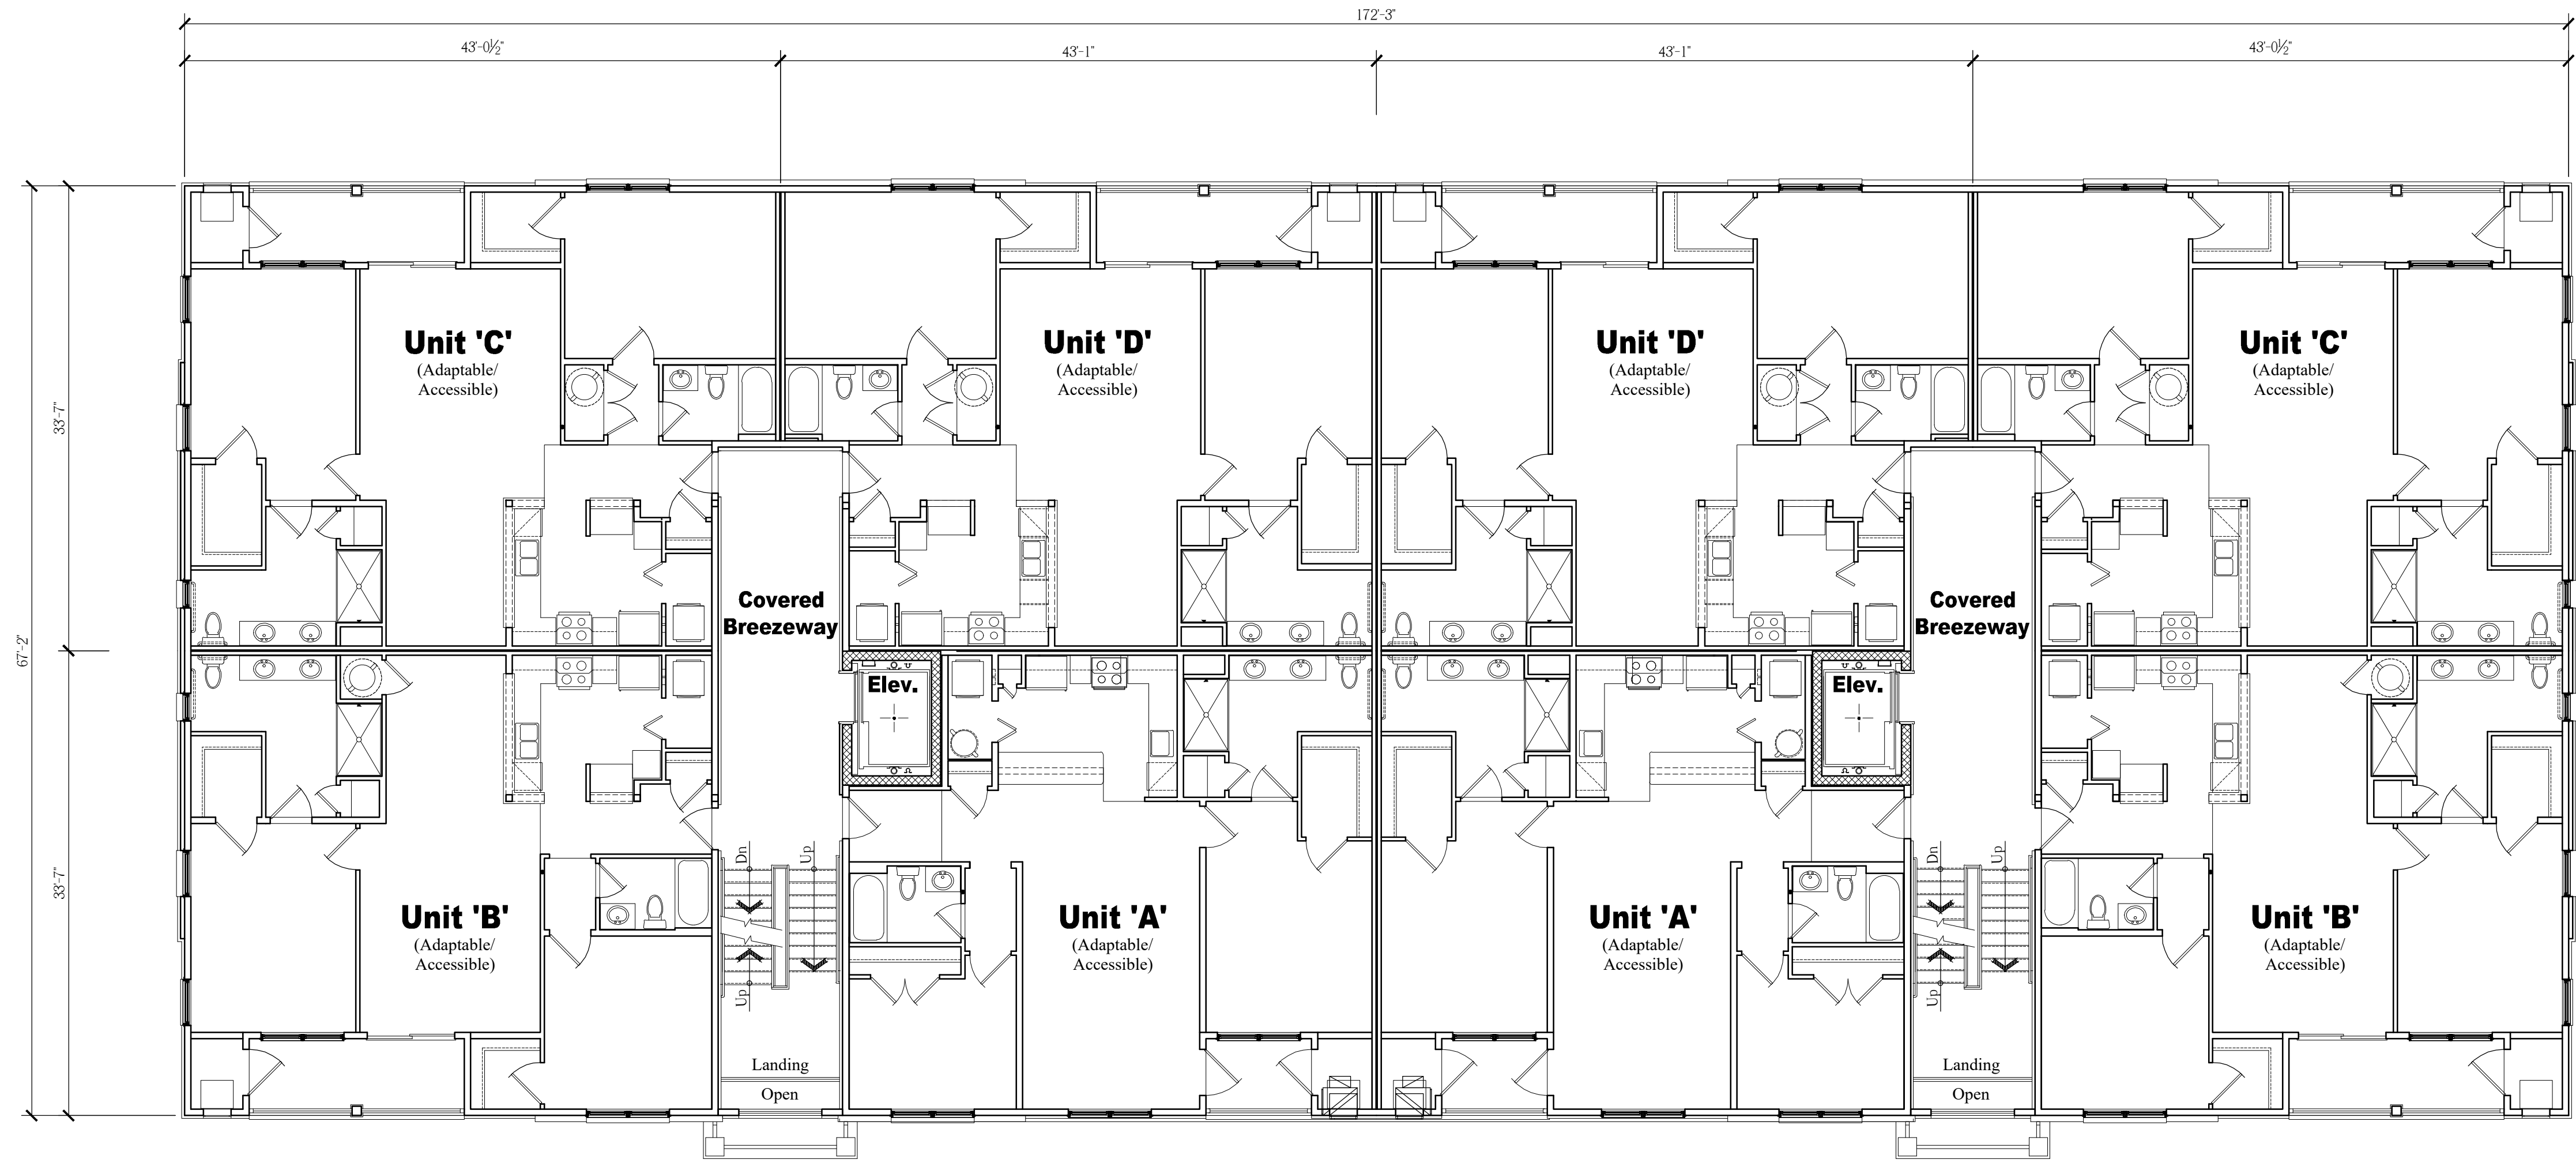 172'-3"
43'-0½"
43'-1"
43'-1"
43'-0½"
33'-7"
67'-2"
33'-7"
Unit 'C'
(Adaptable/
Accessible)
Unit 'D'
(Adaptable/
Accessible)
Unit 'D'
(Adaptable/
Accessible)
Unit 'C'
(Adaptable/
Accessible)
Covered
Breezeway
Covered
Breezeway
Elev.
Elev.
Dn
Up
Dn
Up
Unit 'B'
(Adaptable/
Accessible)
Unit 'A'
(Adaptable/
Accessible)
Unit 'A'
(Adaptable/
Accessible)
Unit 'B'
(Adaptable/
Accessible)
Up
Up
Landing
Open
Landing
Open